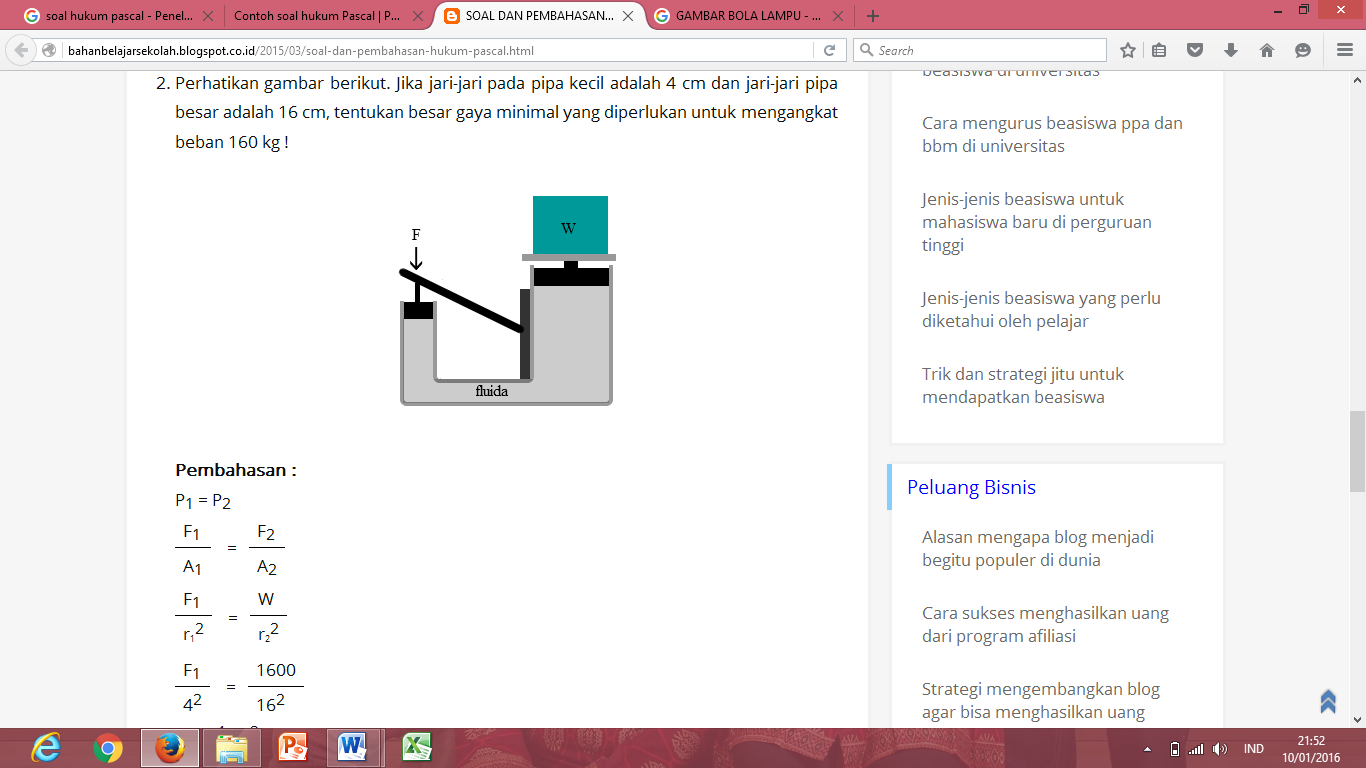 soal hukum pascal - Penel...
Contoh soal hukum Pascal | P...
SOAL DAN PEMBAHASAN...
GAMBAR BOLA LAMPU - ...
bahanbelajarsekolah.blogspot.co.id/2015/03/soal-dan-pembahasan-hukum-pascal.html
Search
2. Perhatikan gambar berikut. Jika jari-jari pada pipa kecil adalah 4 cm dan jari-jari pipa
besar adalah 16 cm, tentukan besar gaya minimal yang diperlukan untuk mengangkat
beban 160 kg !
W
F
fluida
Pembahasan :
P1 = P2
F1 = F2
A1 A2
F1 = W
r₁2 r₂2
F1 = 1600
42 162
beasiswa di universitas
Cara mengurus beasiswa ppa dan
bbm di universitas
Jenis-jenis beasiswa untuk
mahasiswa baru di perguruan
tinggi
Jenis-jenis beasiswa yang perlu
diketahui oleh pelajar
Trik dan strategi jitu untuk
mendapatkan beasiswa
Peluang Bisnis
Alasan mengapa blog menjadi
begitu populer di dunia
Cara sukses menghasilkan uang
dari program afiliasi
Strategi mengembangkan blog
agar bisa menghasilkan uang
IND
21:52
10/01/2016